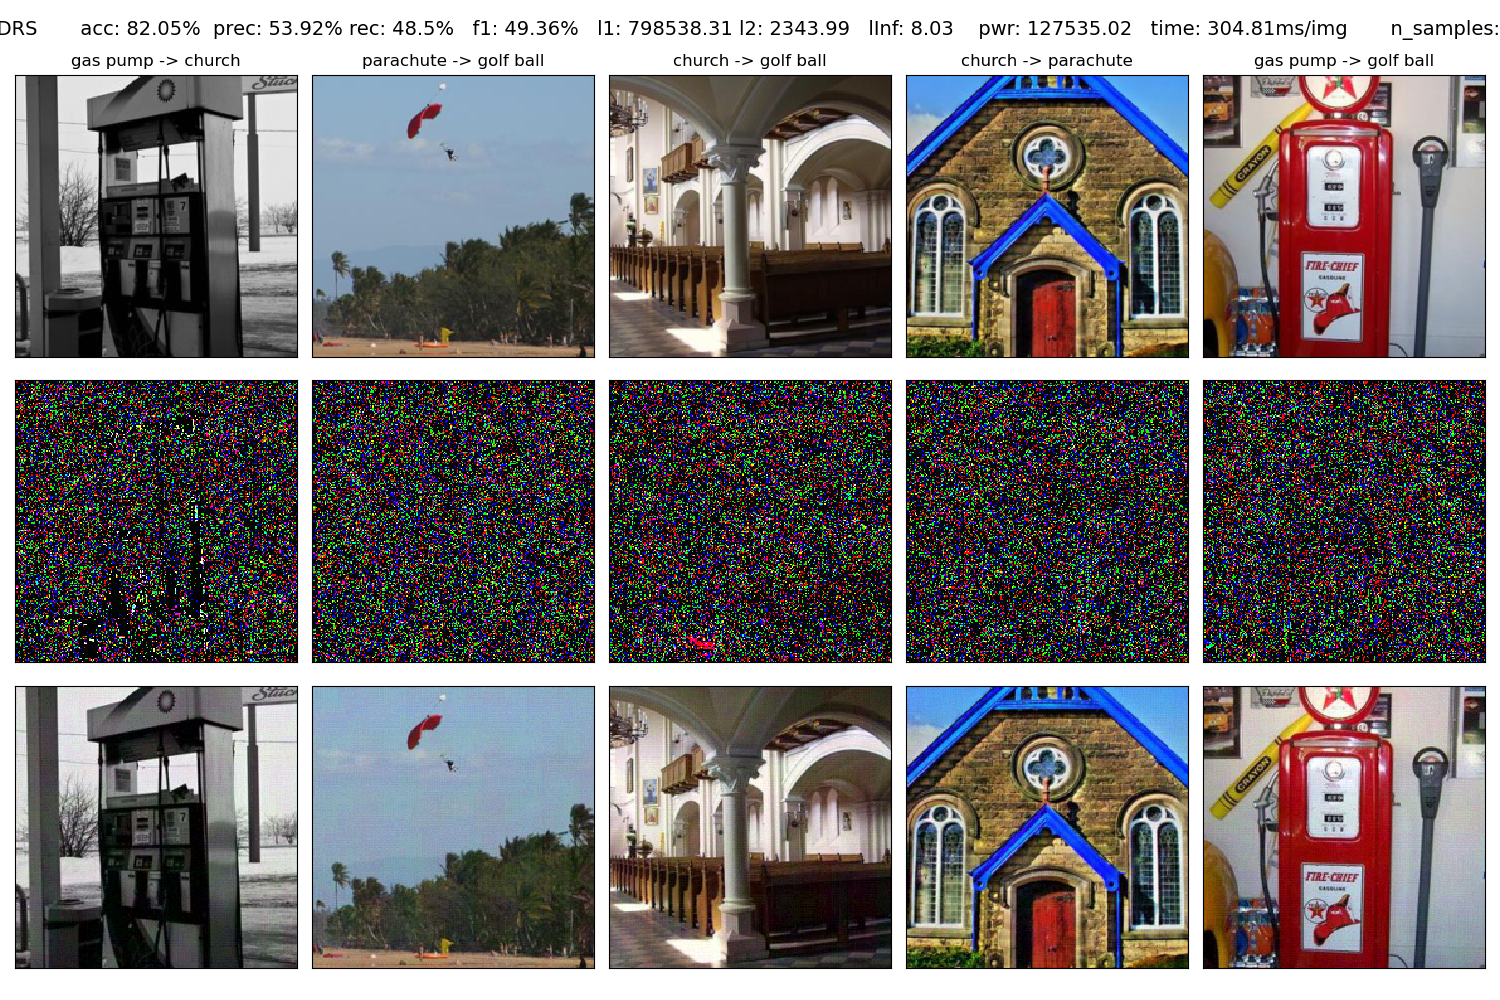 DRS acc: 82.05% prec: 53.92% rec: 48.5% f1: 49.36% l1: 798538.31 l2: 2343.99 lInf: 8.03 pwr: 127535.02 time: 304.81ms/img n_samples:
gas pump -> church
parachute -> golf ball
church -> golf ball
church -> parachute
gas pump -> golf ball
7
CRAYON
FIRE-CHIEF
GASOLINE
7
CRAYON
FIRE-CHIEF
GASOLINE